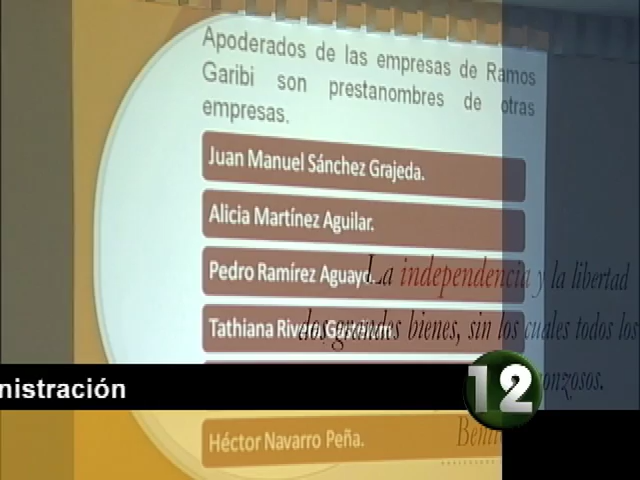 Apoderados de las empresas de Ramos
Garibi son prestanombres de otras
empresas.
Juan Manuel Sánchez Grajeda.
Alicia Martínez Aguilar.
Pedro Ramírez Aguayo.
La independencia y la libertad
Tathiana
dos grandes bienes, sin los cuales todos los
nistración
12
onzosos.
Héctor Navarro Peña.